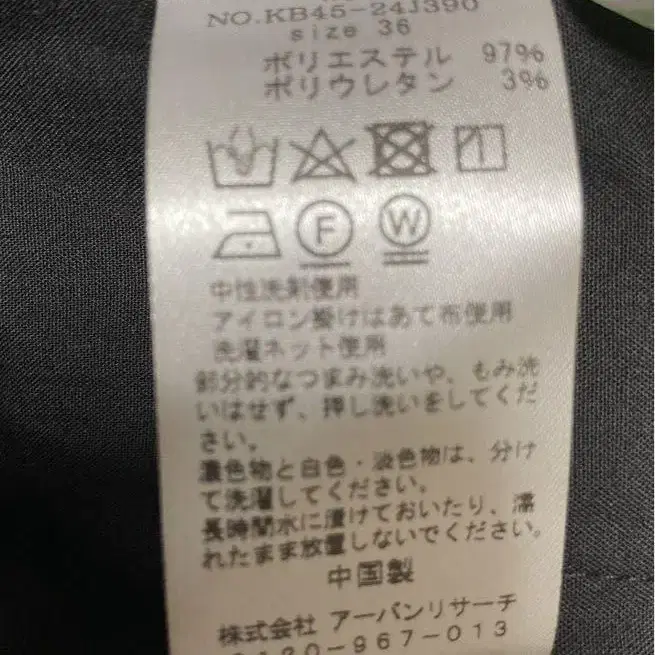 NO.KB45-24J390
size 36
ポリエステル 97%
ポリウレタン 3%
F W
中性洗剤使用
アイロン掛けはあて布使用
洗濯ネット使用
部分的なつまみ洗いや、もみ洗
いはせず、押し洗いをしてくだ
さい。
濃色物と白色・淡色物は、分け
て洗濯してください。
長時間水に漬けておいたり、濡
れたまま放置しないでください。
中国製
株式会社 アーバンリサーチ
0120-967-013